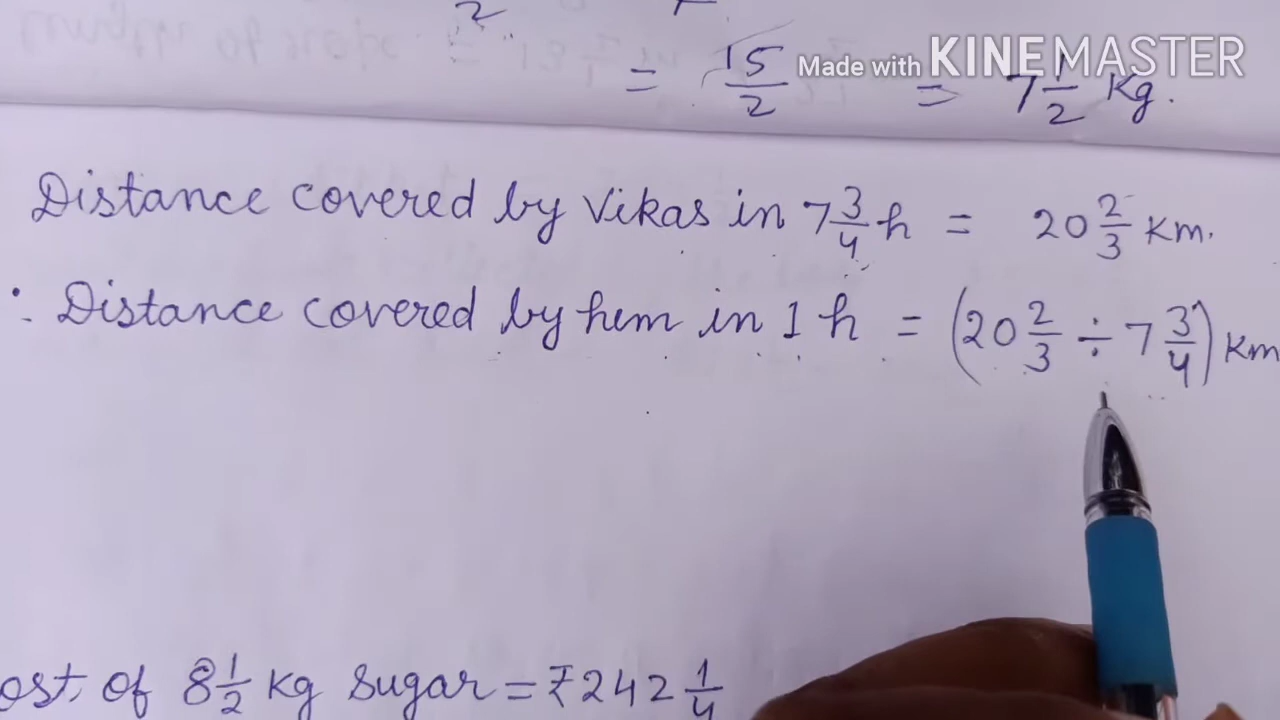 2
= 15/2 = 7 1/2 Kg.
Made with KINEMASTER
Distance covered by Vikas in 7 3/4 h = 20 2/3 Km.
: Distance covered by hem in 1 h = (20 2/3 ÷ 7 3/4) Km
ost of 8 1/2 Kg Sugar = ₹242 1/4